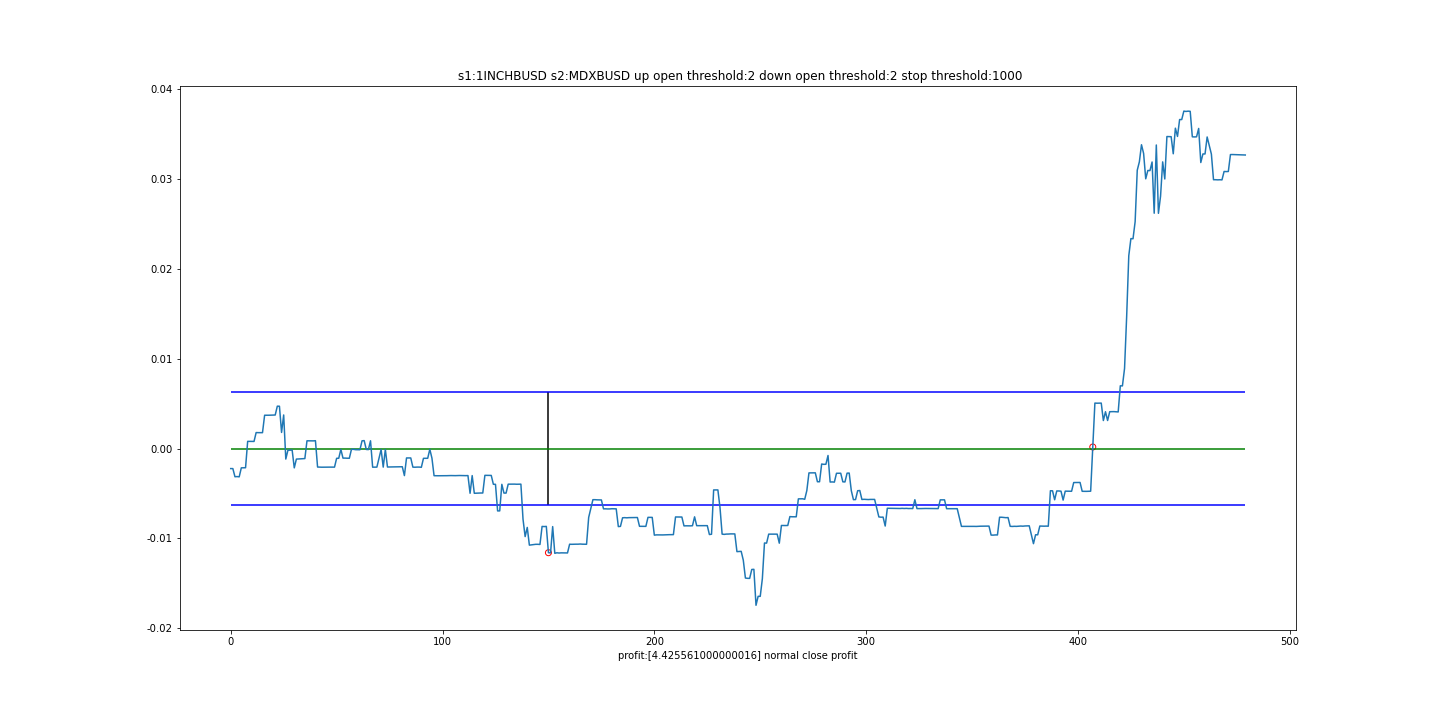 s1:1INCHBUSD s2:MDXBUSD up open threshold:2 down open threshold:2 stop threshold:1000
0.04
0.03
0.02
0.01
0.00
-0.01
-0.02
0 100 200 300 400 500
profit:[4.425561000000016] normal close profit